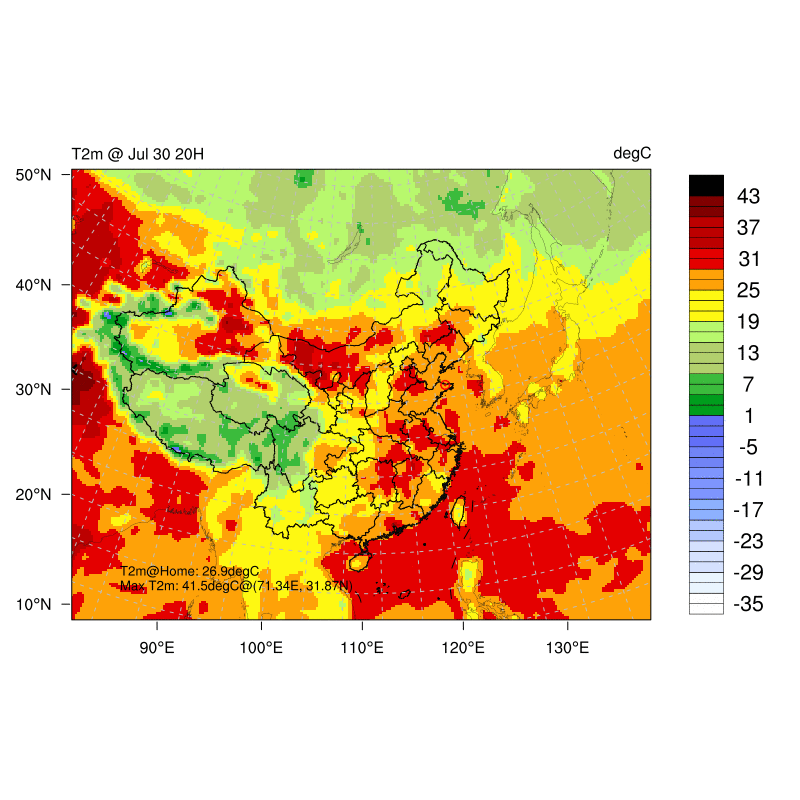 T2m @ Jul 30 20H
degC
50°N
40°N
30°N
20°N
10°N
43
37
31
25
19
13
7
1
-5
-11
-17
-23
-29
-35
L
T2m@Home: 26.9degC
Max T2m: 41.5degC@(71.34E, 31.87N)
90°E
100°E
110°E
120°E
130°E